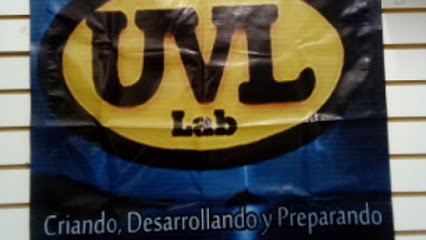 UVL
Lab
Criando, Desarrollando y Preparando